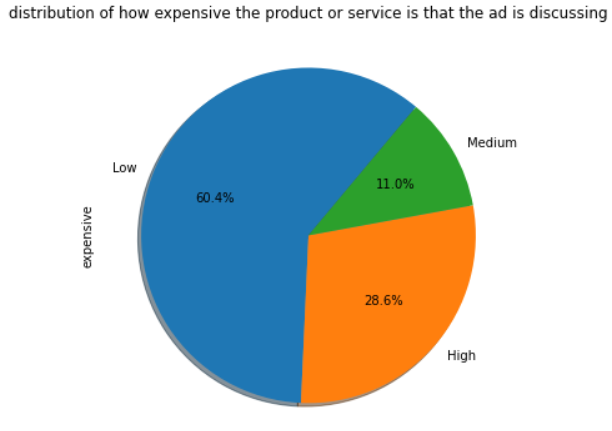 distribution of how expensive the product or service is that the ad is discussing
Medium
Low
11.0%
60.4%
expensive
28.6%
High